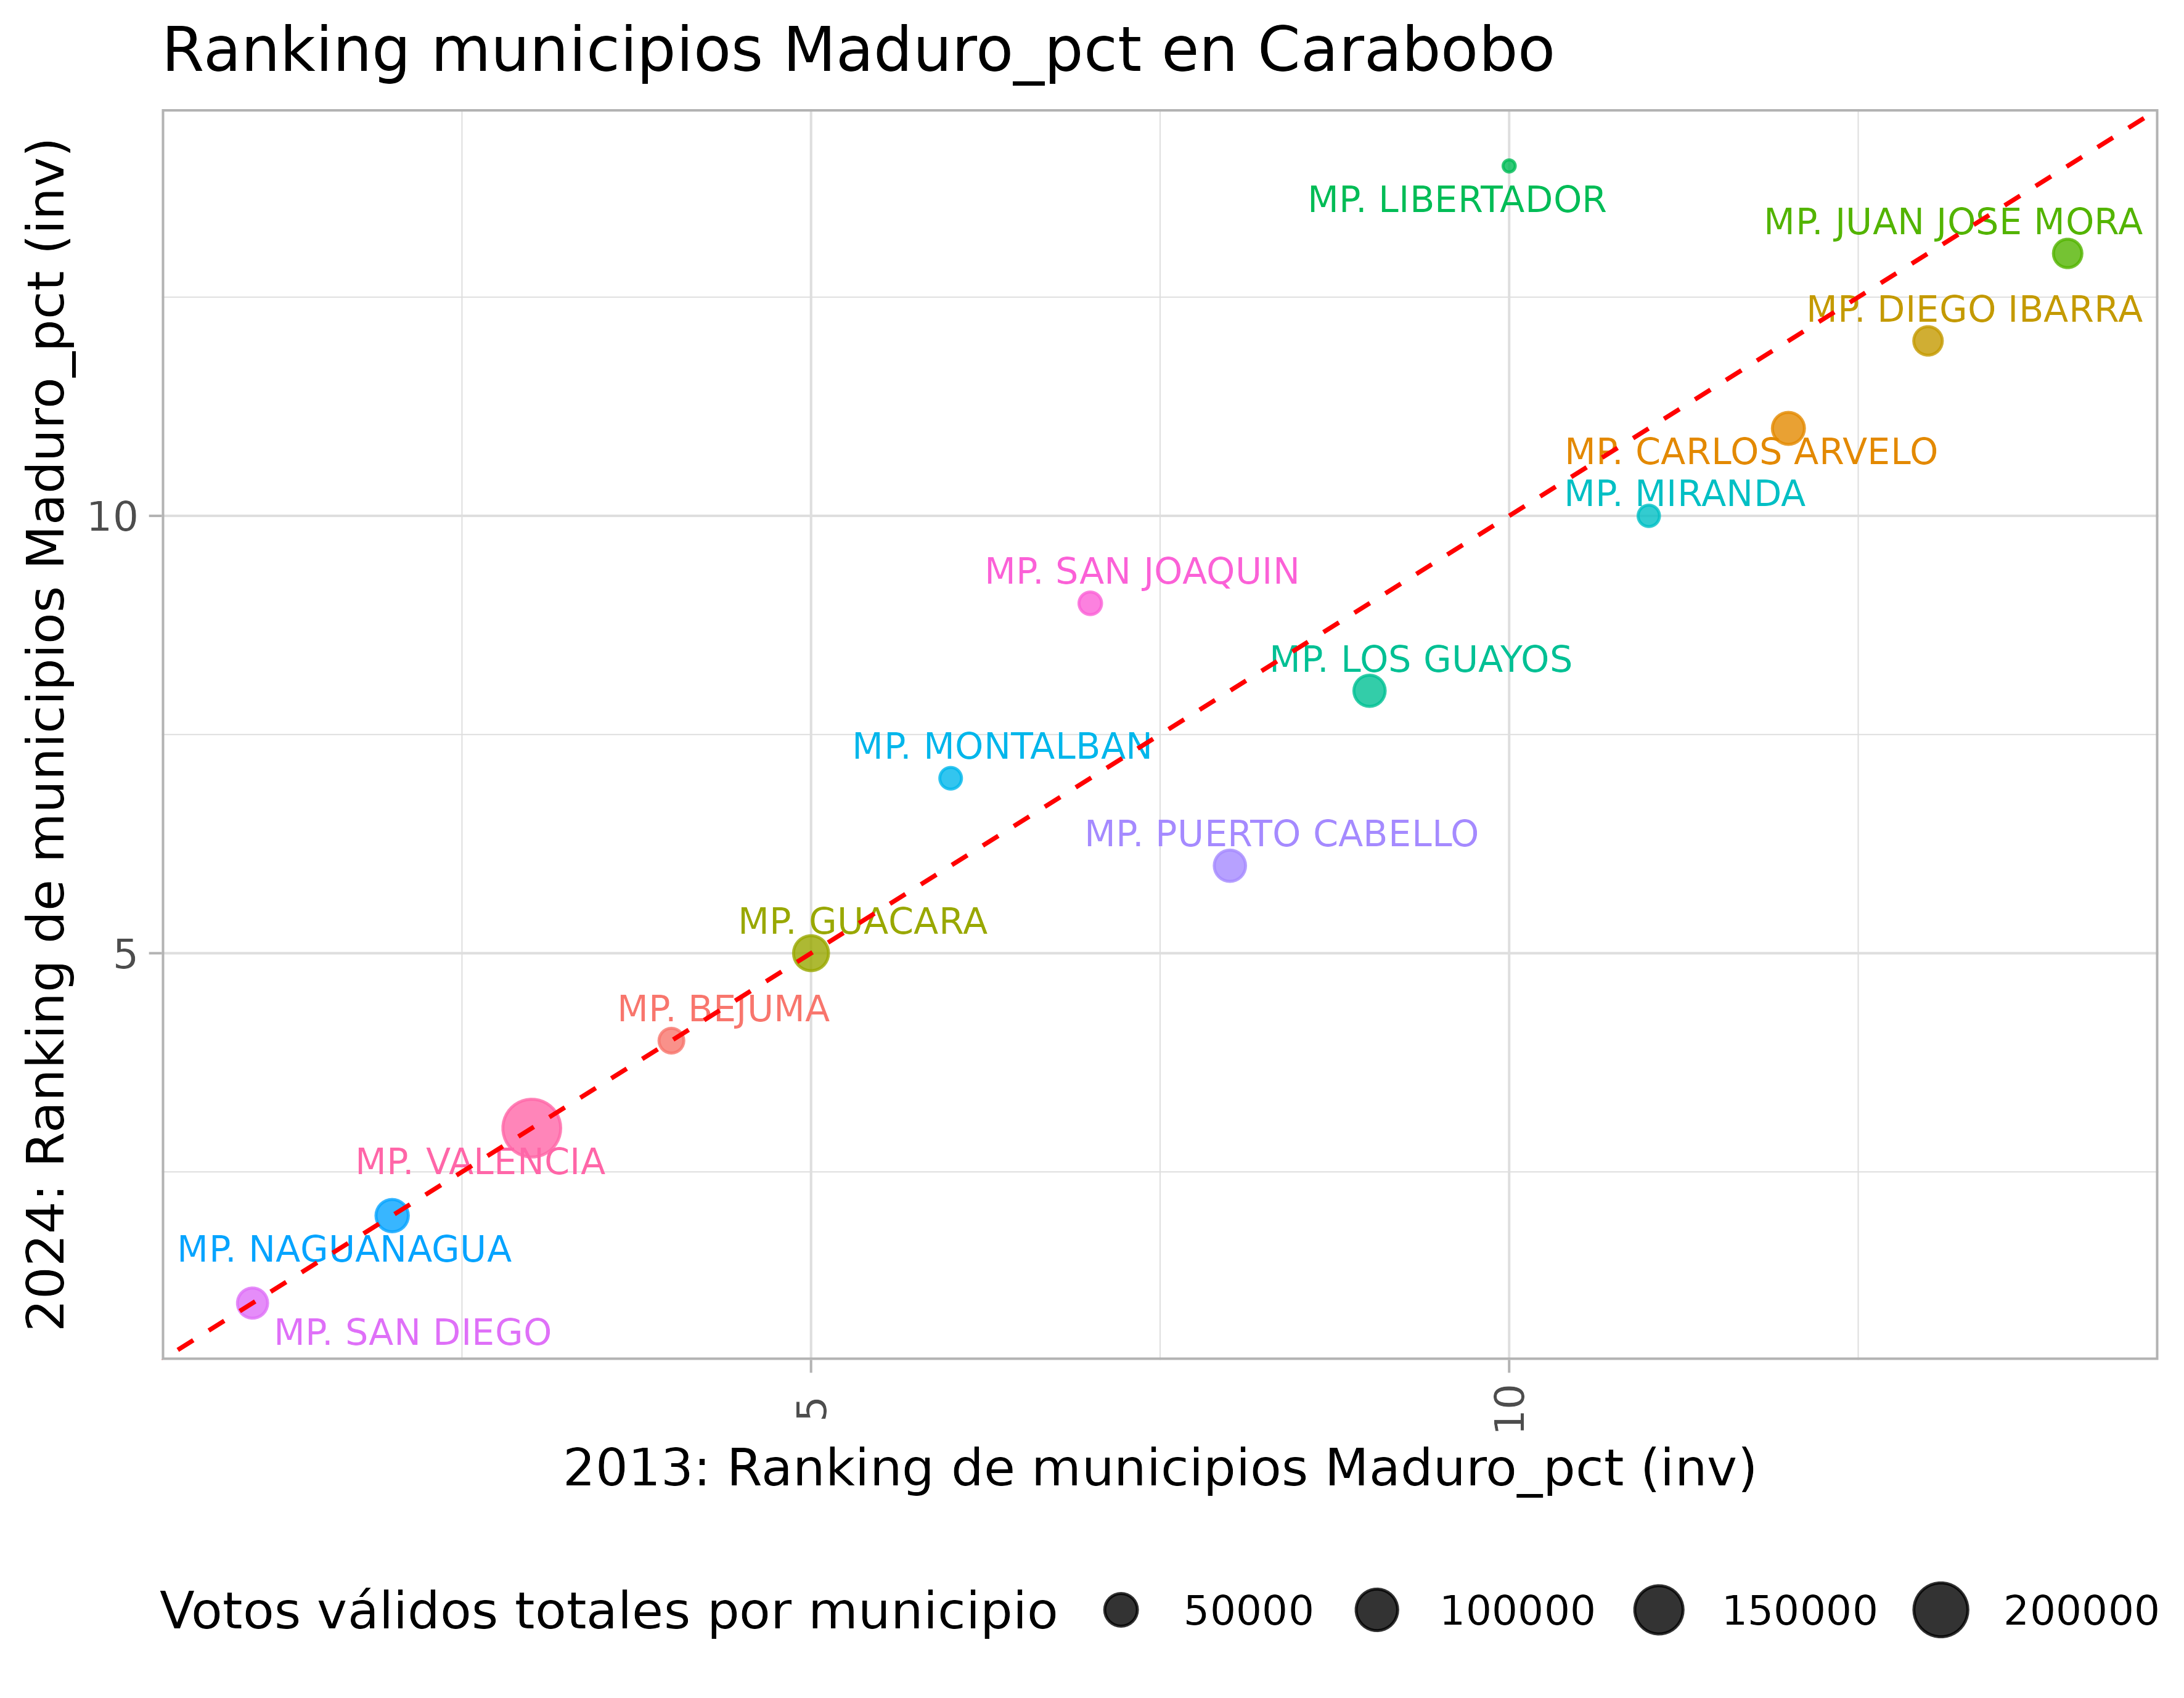 Ranking municipios Maduro_pct en Carabobo
2024: Ranking de municipios Maduro_pct (inv)
MP. LIBERTADOR
MP. JUAN JOSE MORA
MP. DIEGO IBARRA
MP. CARLOS ARVELO
MP. MIRANDA
10
MP. SAN JOAQUIN
MP. LOS GUAYOS
MP. MONTALBAN
MP. PUERTO CABELLO
MP. GUACARA
5
MP. BEJUMA
MP. VALENCIA
MP. NAGUANAGUA
MP. SAN DIEGO
5
10
2013: Ranking de municipios Maduro_pct (inv)
Votos válidos totales por municipio 50000 100000 150000 200000